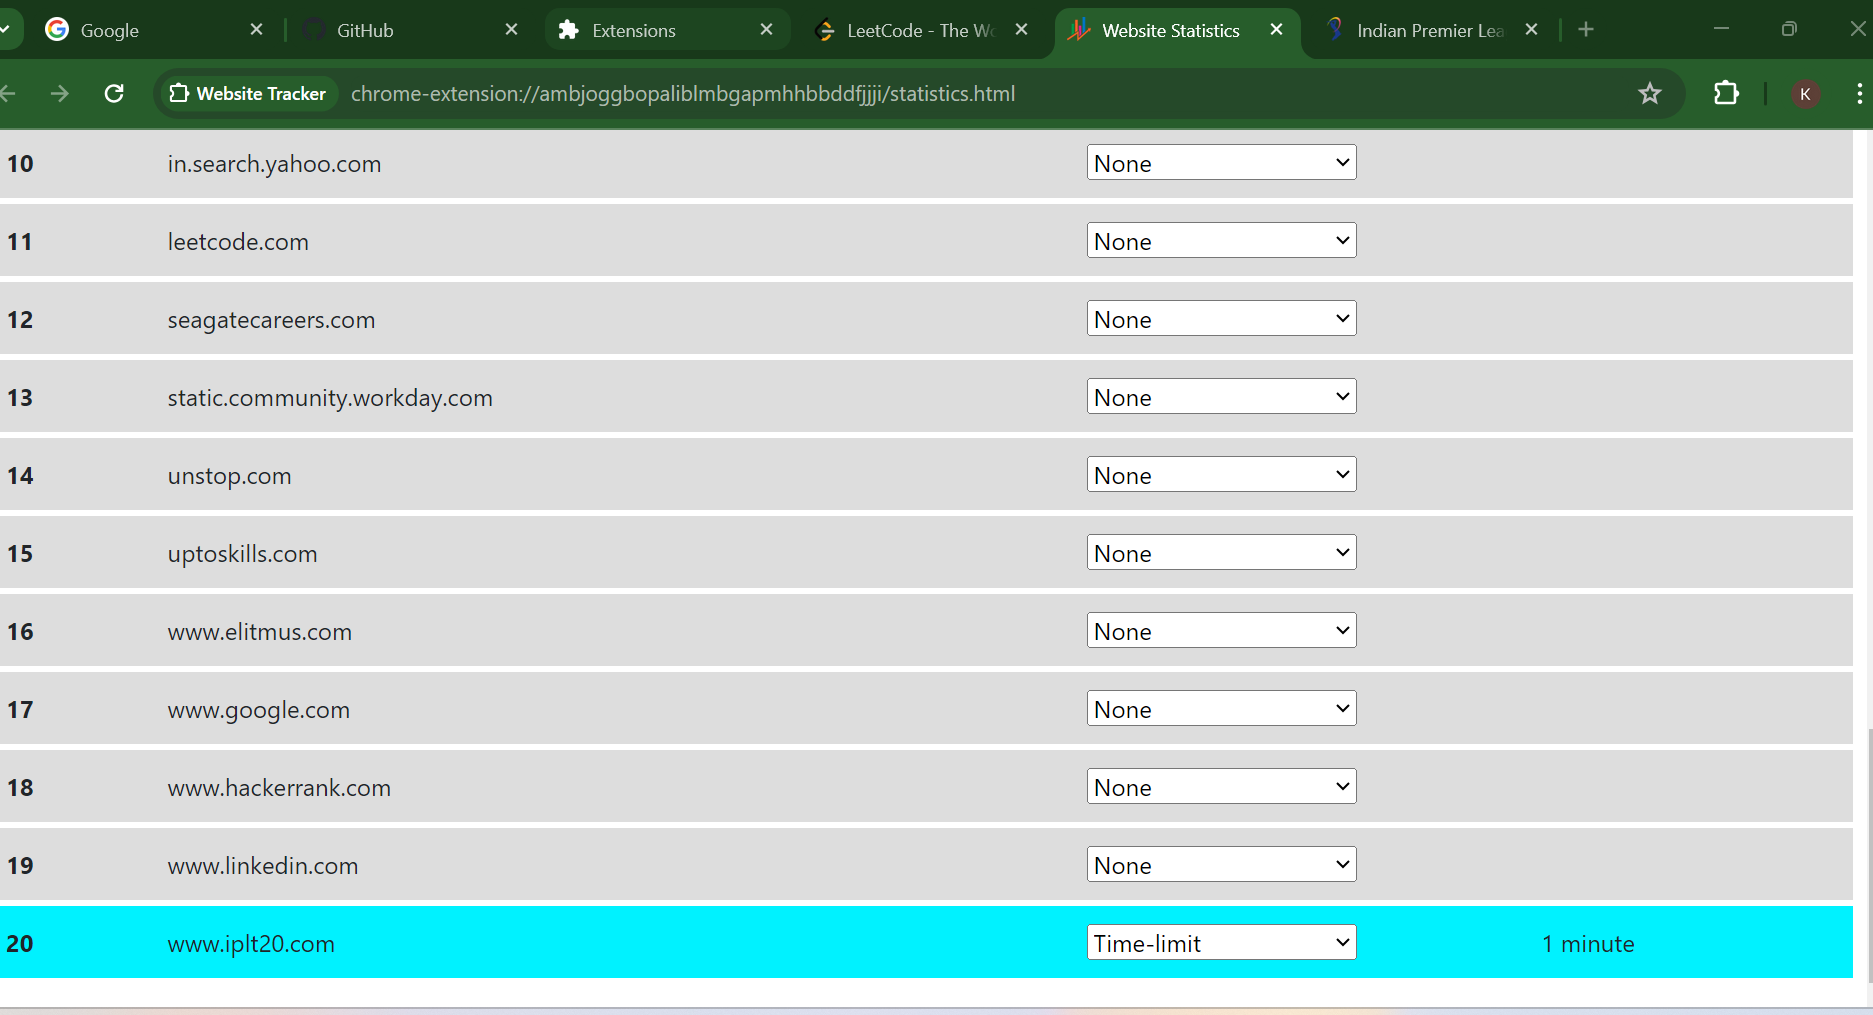 Google
GitHub
Extensions
LeetCode - The Wo
Website Statistics
Indian Premier Lea
Website Tracker
chrome-extension://ambjoggbopaliblmbgapmhhbbddfjjji/statistics.html
K
10 in.search.yahoo.com None
11 leetcode.com None
12 seagatecareers.com None
13 static.community.workday.com None
14 unstop.com None
15 uptoskills.com None
16 www.elitmus.com None
17 www.google.com None
18 www.hackerrank.com None
19 www.linkedin.com None
20 www.iplt20.com Time-limit 1 minute